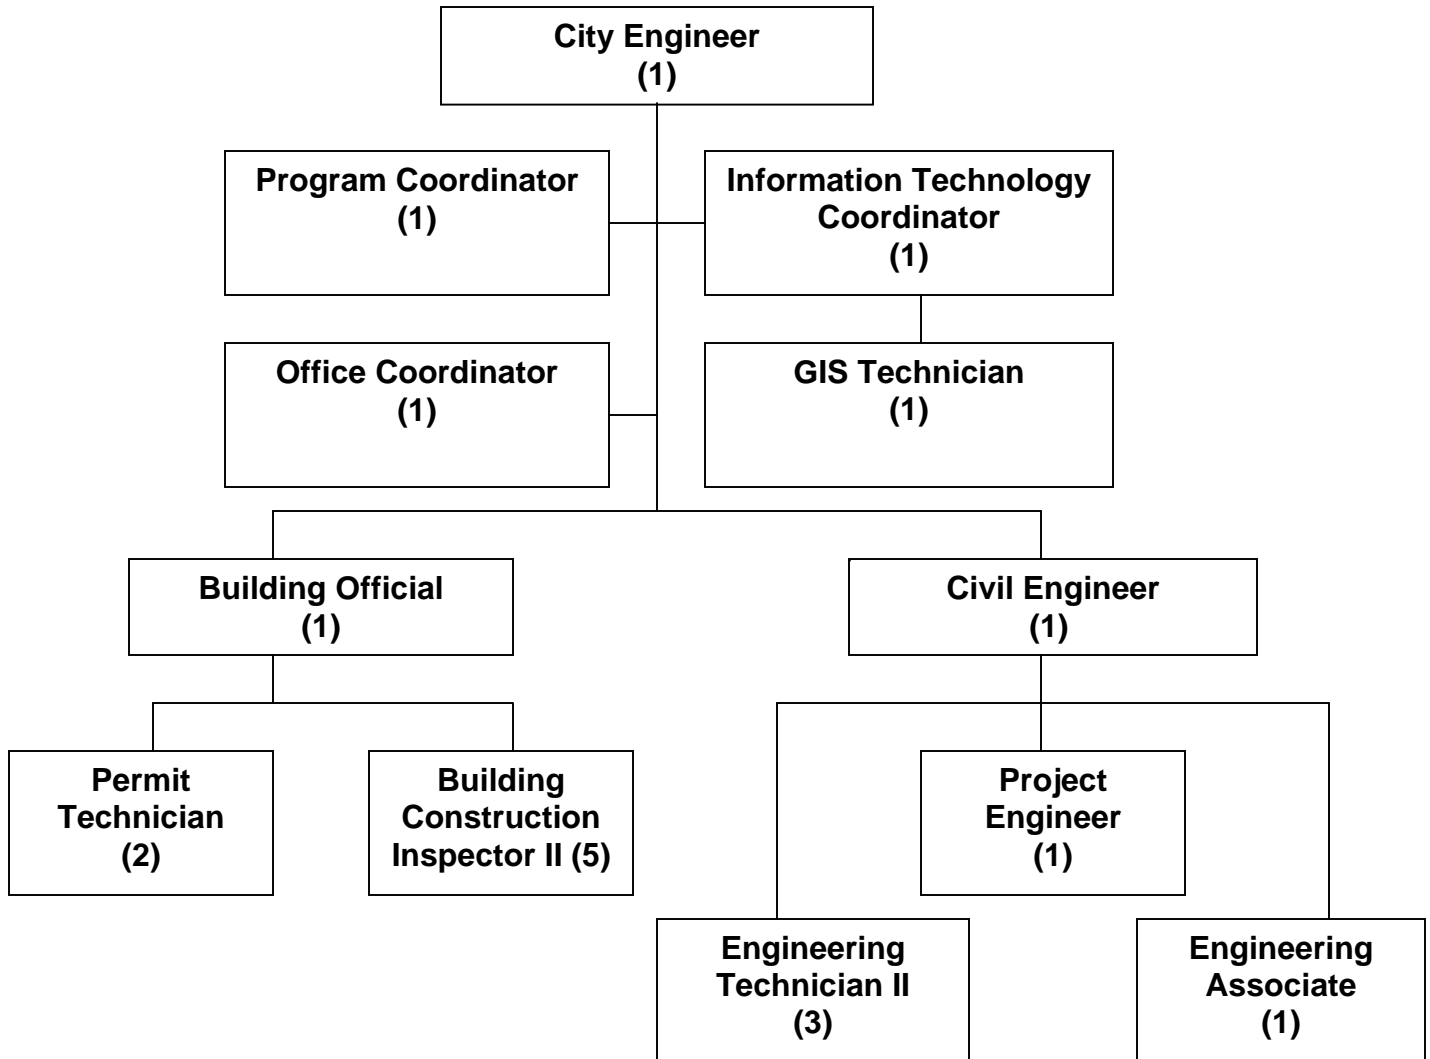 City Engineer
(1)
Program Coordinator
(1)
Information Technology
Coordinator
(1)
Office Coordinator
(1)
GIS Technician
(1)
Building Official
(1)
Civil Engineer
(1)
Permit
Technician
(2)
Building
Construction
Inspector II (5)
Project
Engineer
(1)
Engineering
Technician II
(3)
Engineering
Associate
(1)